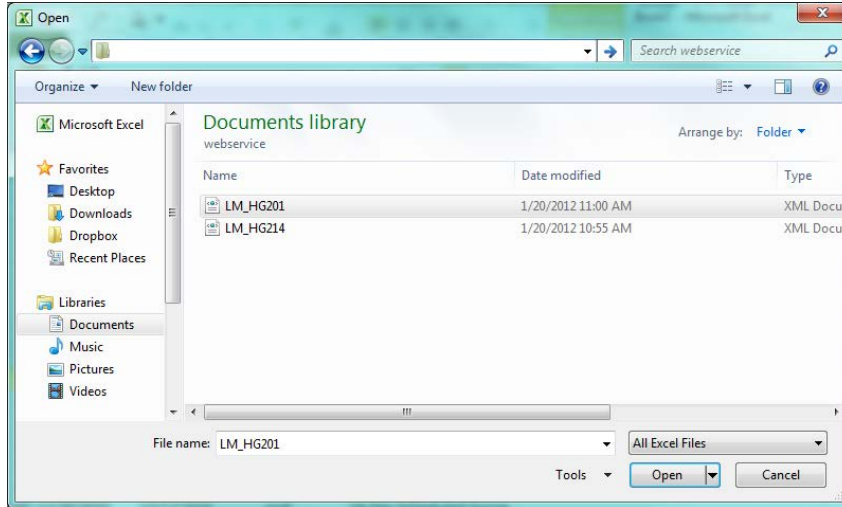 Open
Search webservice
Organize New folder
Microsoft Excel
Favorites
Desktop
Downloads
Dropbox
Recent Places
Libraries
Documents
Music
Pictures
Videos
Documents library
webservice
Arrange by: Folder
Name Date modified Type
LM_HG201 1/20/2012 11:00 AM XML Docu
LM_HG214 1/20/2012 10:55 AM XML Docu
File name: LM_HG201 All Excel Files
Tools Open Cancel